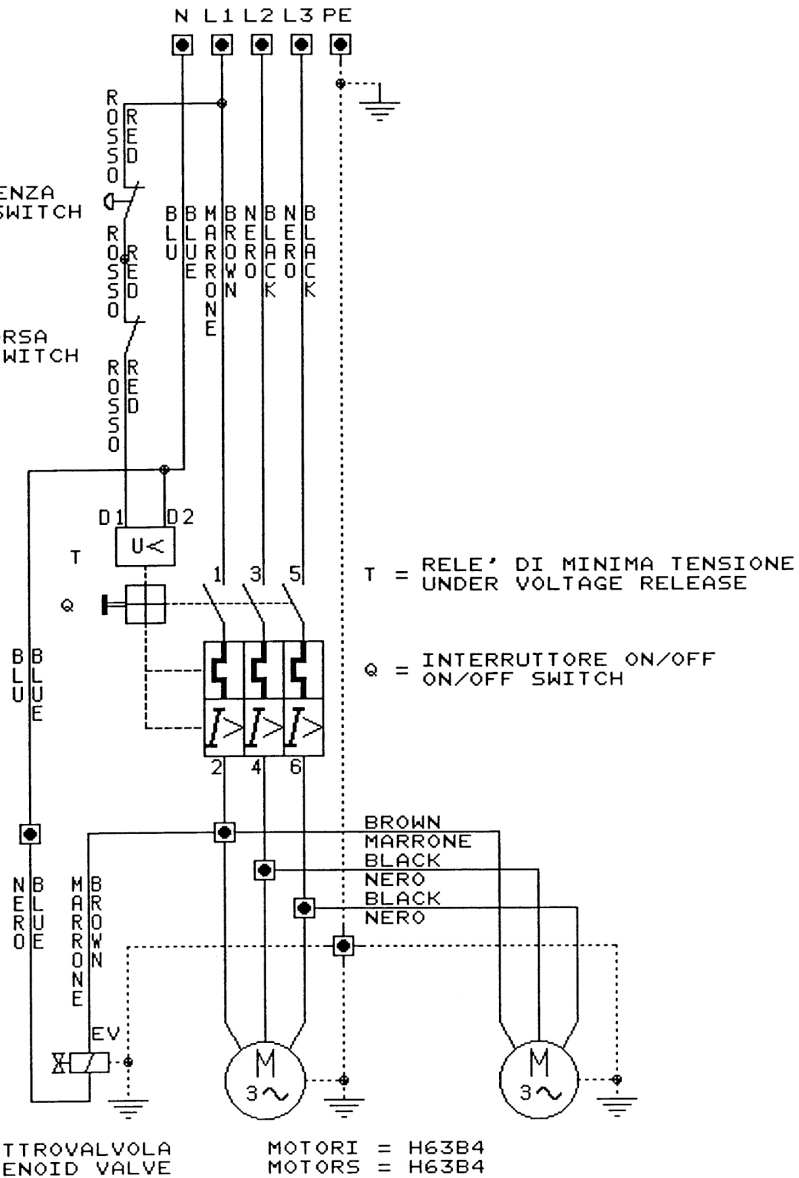 N L1 L2 L3 PE
ROSSO
RED
ENZA
SWITCH
ROSSO
RED
BLU
BLUE
MARRONE
BROWN
NERO
BLACK
NERO
BLACK
RSA
WITCH
ROSSO
RED
D1 D2
U<
T
1 3 5
T = RELE' DI MINIMA TENSIONE
UNDER VOLTAGE RELEASE
Q
BLU
BLUE
Q = INTERRUTTORE ON/OFF
ON/OFF SWITCH
I> I> I>
2 4 6
BROWN
MARRONE
BLACK
NERO
BLACK
NERO
NERO
BLUE
MARRONE
BROWN
EV
M
3~
M
3~
TTROVALVOLA
ENOID VALVE
MOTORI = H63B4
MOTORS = H63B4